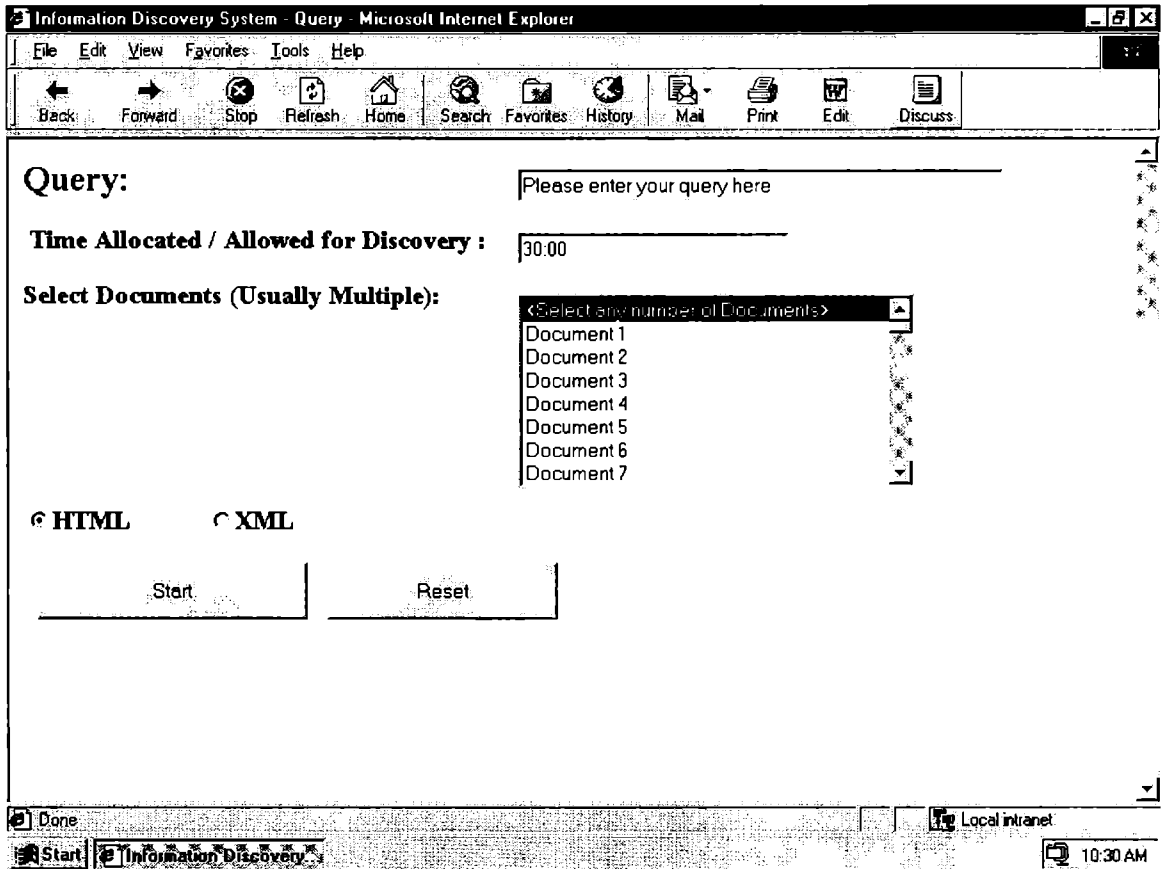 Information Discovery System - Query - Microsoft Internet Explorer
File Edit View Favorites Tools Help
Back Forward Stop Refresh Home Search Favorites History Mail Print Edit Discuss
Query:
Please enter your query here
Time Allocated / Allowed for Discovery :
30:00
Select Documents (Usually Multiple):
<Select any number of Documents>
Document 1
Document 2
Document 3
Document 4
Document 5
Document 6
Document 7
HTML XML
Start Reset
Done Local intranet
Start Information Discovery 10:30 AM